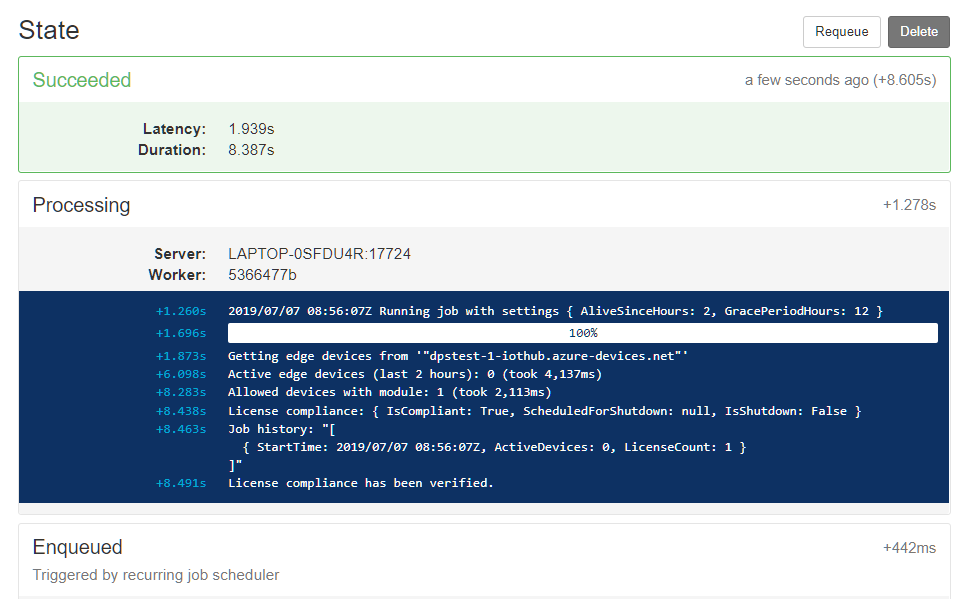 State
Requeue
Delete
Succeeded
a few seconds ago (+8.605s)
Latency: 1.939s
Duration: 8.387s
Processing
+1.278s
Server: LAPTOP-0SFDU4R:17724
Worker: 5366477b
+1.260s 2019/07/07 08:56:07Z Running job with settings { AliveSinceHours: 2, GracePeriodHours: 12 }
+1.696s 100%
+1.873s Getting edge devices from '"dpstest-1-iothub.azure-devices.net"'
+6.098s Active edge devices (last 2 hours): 0 (took 4,137ms)
+8.283s Allowed devices with module: 1 (took 2,113ms)
+8.438s License compliance: { IsCompliant: True, ScheduledForShutdown: null, IsShutdown: False }
+8.463s Job history: "[
{ StartTime: 2019/07/07 08:56:07Z, ActiveDevices: 0, LicenseCount: 1 }
]"
+8.491s License compliance has been verified.
Enqueued
+442ms
Triggered by recurring job scheduler